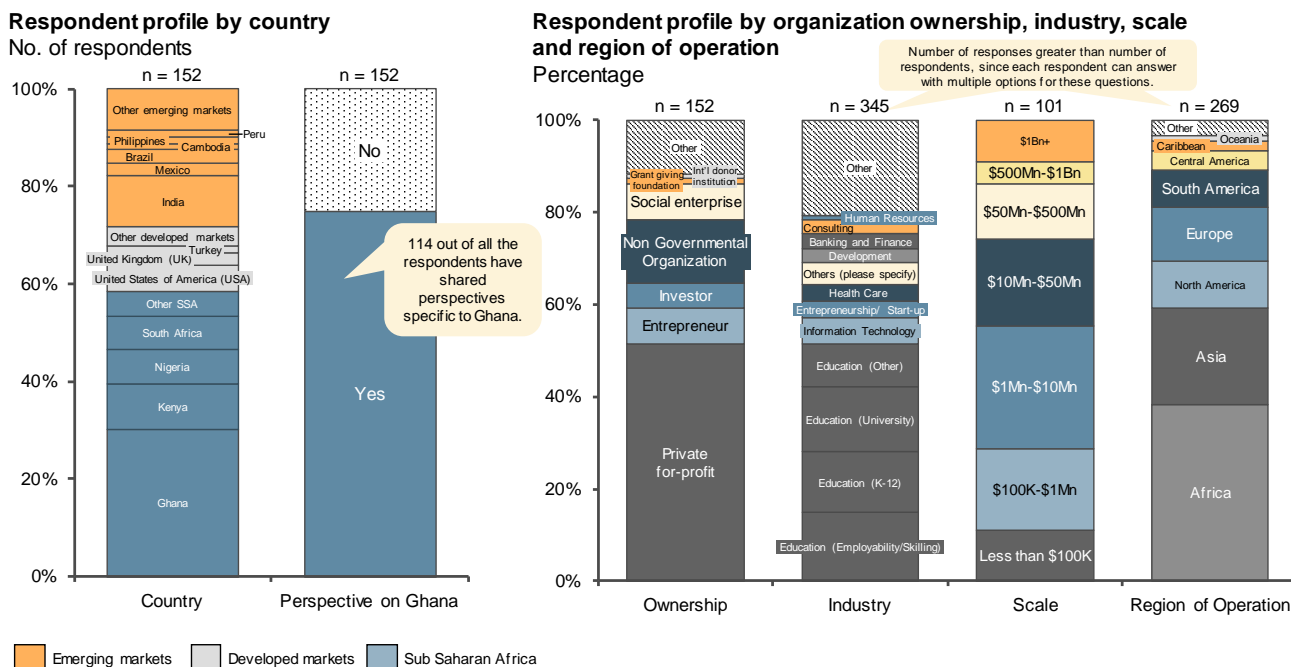 Respondent profile by country
No. of respondents
n = 152
n = 152
100%
80%
60%
40%
20%
0%
Other emerging markets
Peru
Philippines
Cambodia
Brazil
Mexico
India
Other developed markets
Turkey
United Kingdom (UK)
United States of America (USA)
Other SSA
South Africa
Nigeria
Kenya
Ghana
No
Yes
114 out of all the
respondents have
shared
perspectives
specific to Ghana.
Country
Perspective on Ghana
Emerging markets
Developed markets
Sub Saharan Africa
Respondent profile by organization ownership, industry, scale
and region of operation
Percentage
Number of responses greater than number of
respondents, since each respondent can answer
with multiple options for these questions.
n = 152
n = 345
n = 101
n = 269
100%
80%
60%
40%
20%
0%
Other
Grant giving
foundation
Int'l donor
institution
Social enterprise
Non Governmental
Organization
Investor
Entrepreneur
Private
for-profit
Other
Human Resources
Consulting
Banking and Finance
Development
Others (please specify)
Health Care
Entrepreneurship/ Start-up
Information Technology
Education (Other)
Education (University)
Education (K-12)
Education (Employability/Skilling)
$1Bn+
$500Mn-$1Bn
$50Mn-$500Mn
$10Mn-$50Mn
$1Mn-$10Mn
$100K-$1Mn
Less than $100K
Other
Oceania
Caribbean
Central America
South America
Europe
North America
Asia
Africa
Ownership
Industry
Scale
Region of Operation